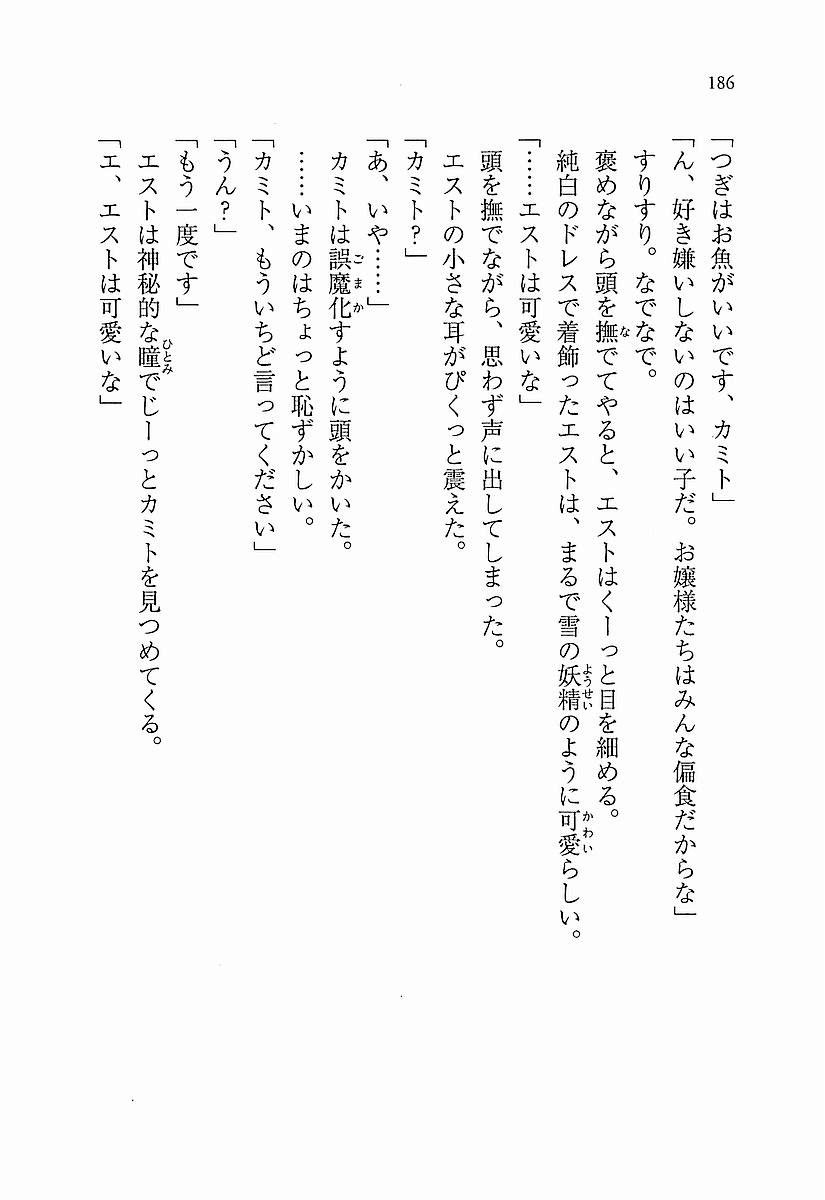 186
「つぎはお魚がいいです、カミト」
「ん、好き嫌いしないのはいい子だ。お嬢様たちはみんな偏食だからな」
すりすり。なでなで。
褒めながら頭を撫でてやると、エストはくーっと目を細める。
純白のドレスで着飾ったエストは、まるで雪の妖精のように可愛らしい。
「……エストは可愛いな」
頭を撫でながら、思わず声に出してしまった。
エストの小さな耳がぴくっと震えた。
「カミト?」
「あ、いや……」
カミトは誤魔化すように頭をかいた。
……いまのはちょっと恥ずかしい。
「カミト、もういちど言ってください」
「うん?」
「もう一度です」
エストは神秘的な瞳でじーっとカミトを見つめてくる。
「エ、エストは可愛いな」